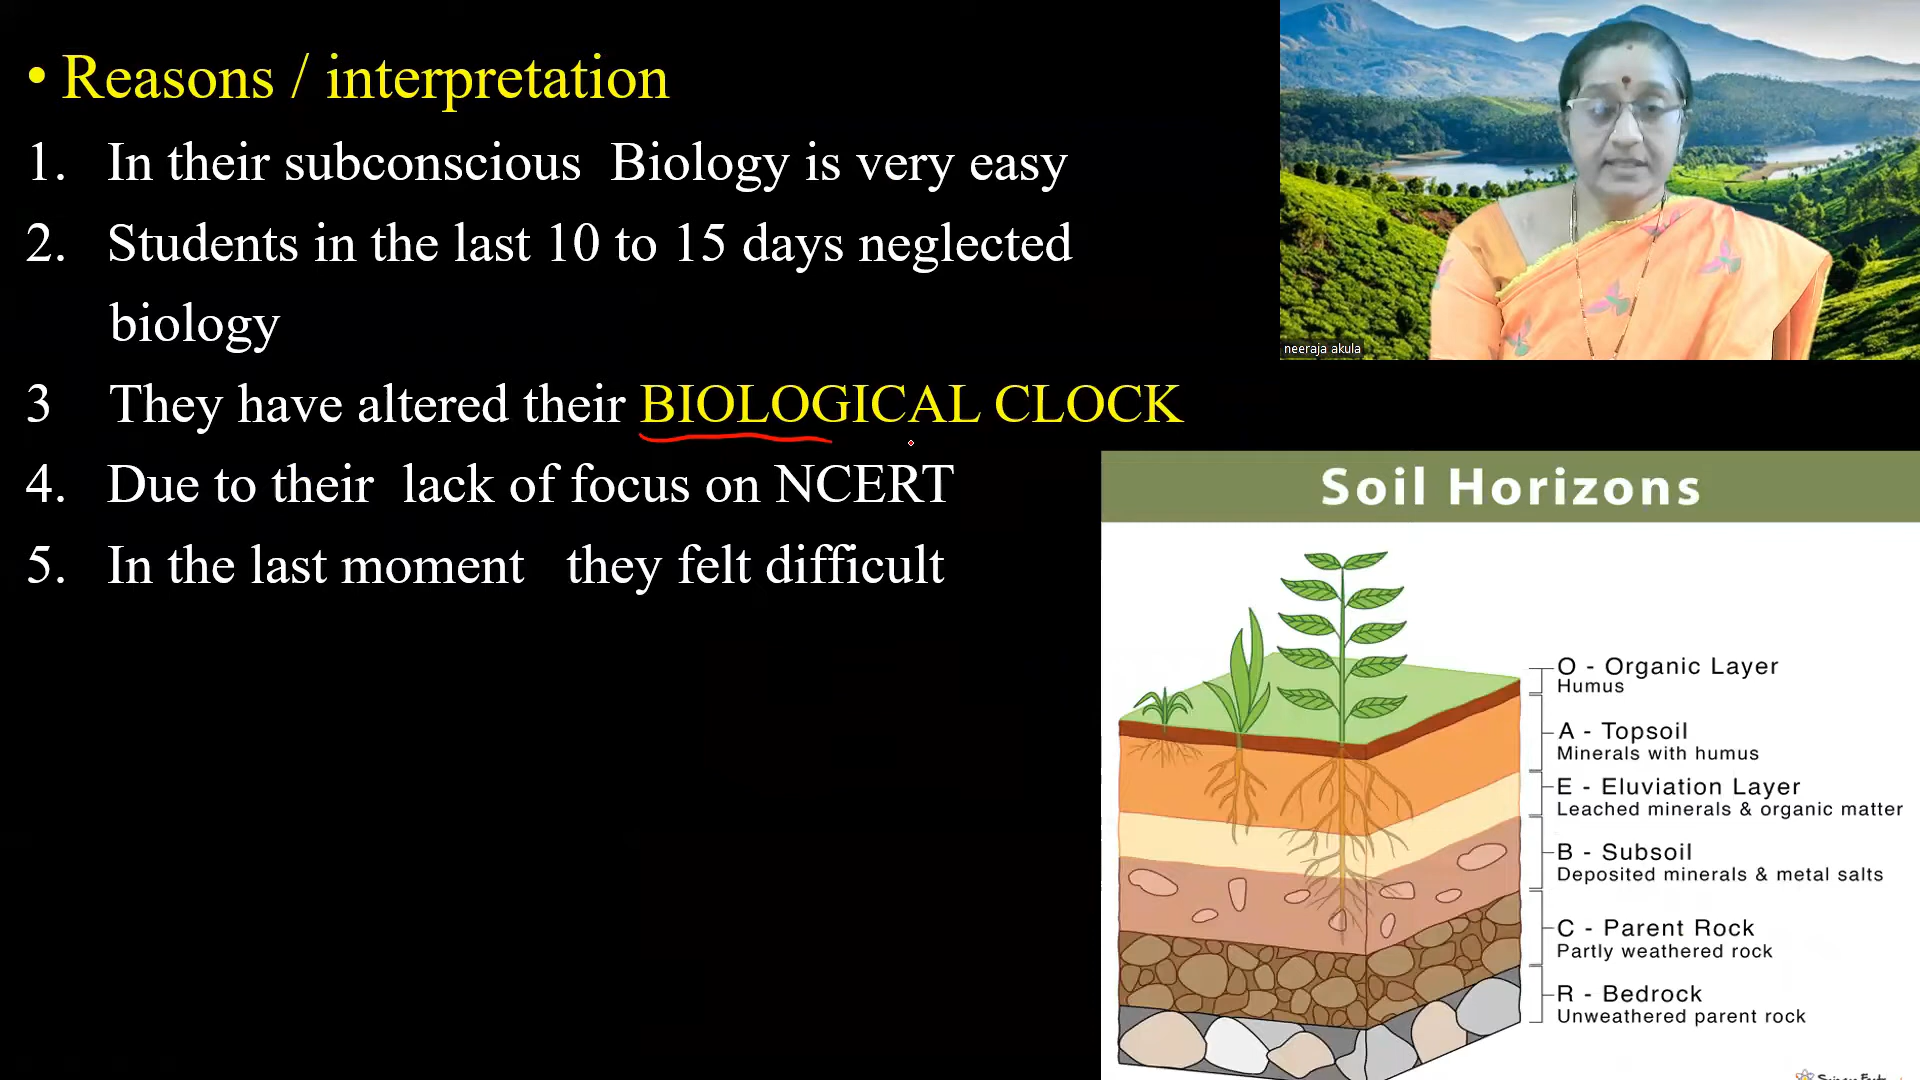 • Reasons / interpretation
1. In their subconscious Biology is very easy
2. Students in the last 10 to 15 days neglected
biology
3 They have altered their BIOLOGICAL CLOCK
4. Due to their lack of focus on NCERT
5. In the last moment they felt difficult
neeraja akula
Soil Horizons
O - Organic Layer
Humus
A - Topsoil
Minerals with humus
E - Eluviation Layer
Leached minerals & organic matter
B - Subsoil
Deposited minerals & metal salts
C - Parent Rock
Partly weathered rock
R - Bedrock
Unweathered parent rock